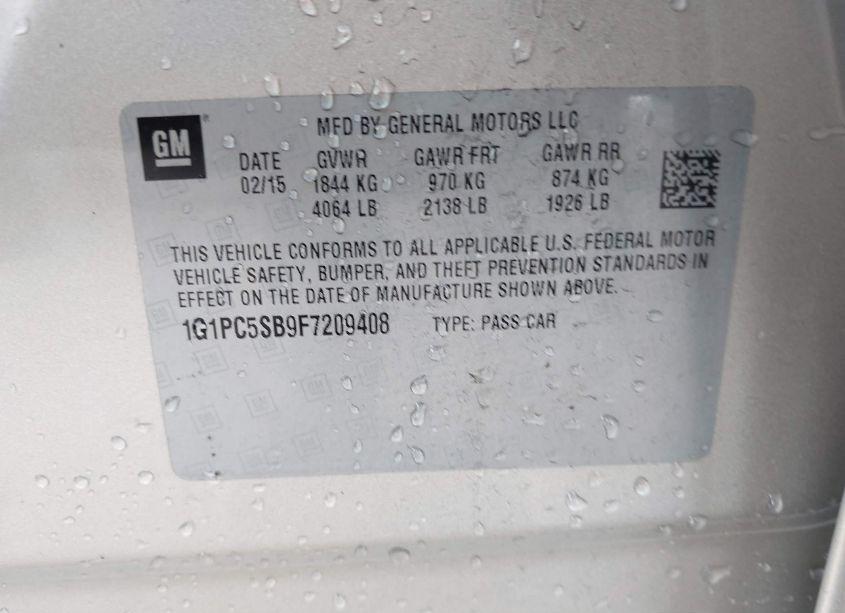 GM
MFD BY GENERAL MOTORS LLC
DATE GVWR GAWR FRT GAWR RR
02/15 1844 KG 970 KG 874 KG
4064 LB 2138 LB 1926 LB
THIS VEHICLE CONFORMS TO ALL APPLICABLE U.S. FEDERAL MOTOR
VEHICLE SAFETY, BUMPER, AND THEFT PREVENTION STANDARDS IN
EFFECT ON THE DATE OF MANUFACTURE SHOWN ABOVE.
1G1PC5SB9F7209408 TYPE: PASS CAR